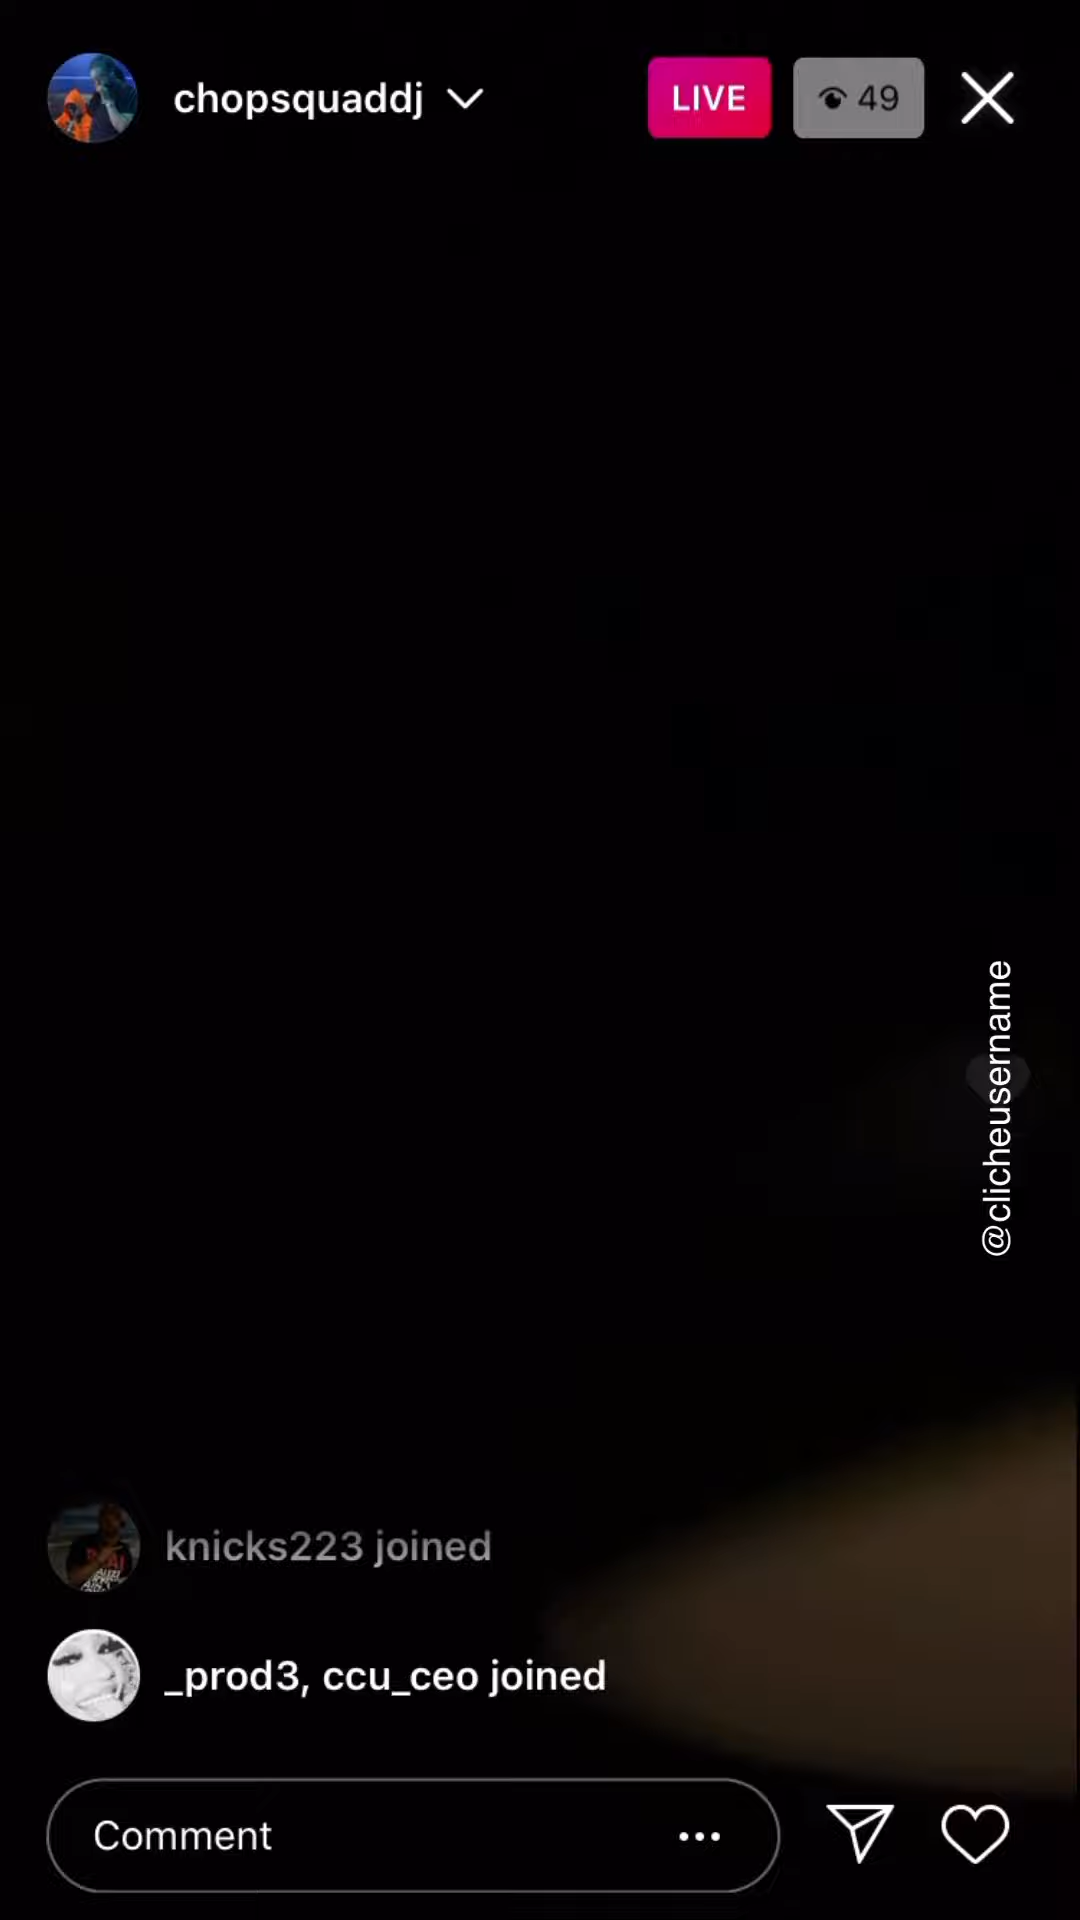 chopsquaddj
LIVE
49
@clicheusername
knicks223 joined
_prod3, ccu_ceo joined
Comment